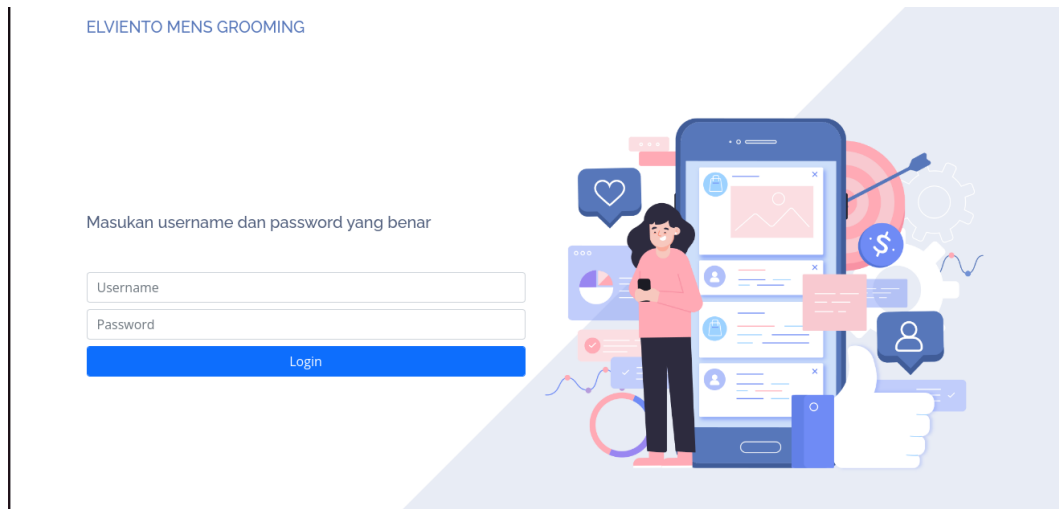 ELVIENTO MENS GROOMING
Masukan username dan password yang benar
Username
Password
Login